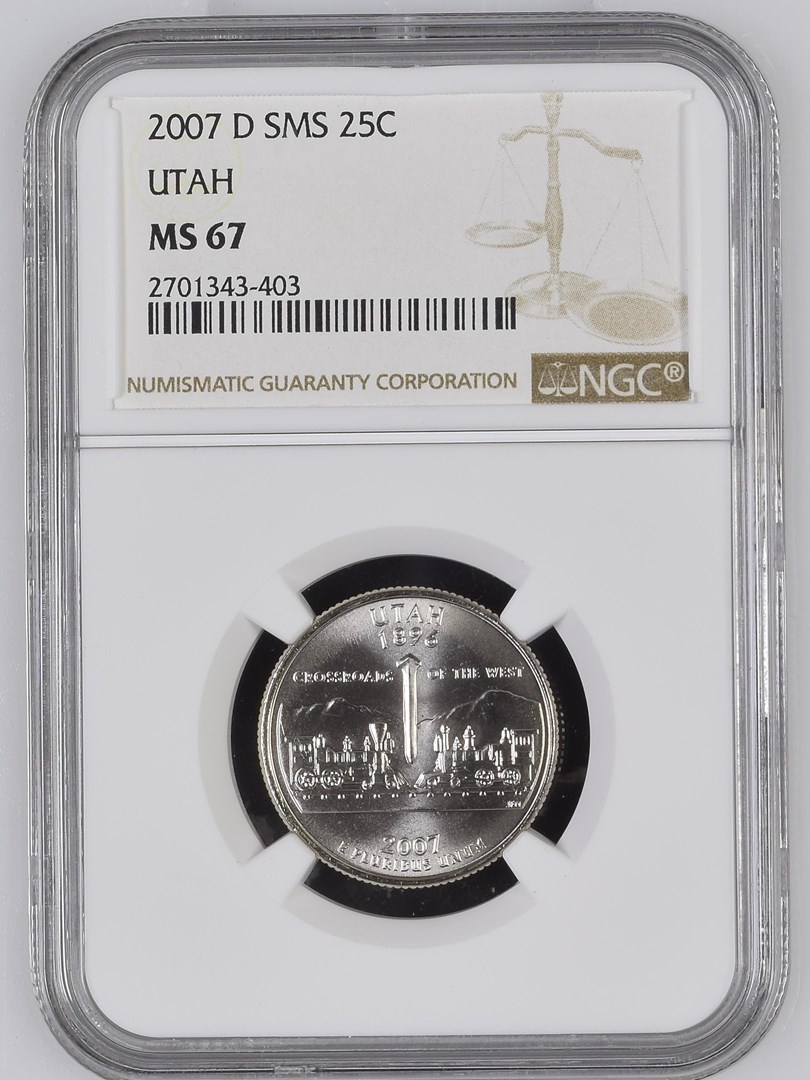 2007 D SMS 25C
UTAH
MS 67
2701343-403
NUMISMATIC GUARANTY CORPORATION
NGC®
UTAH
1896
CROSSROADS OF THE WEST
2007
E PLURIBUS UNUM